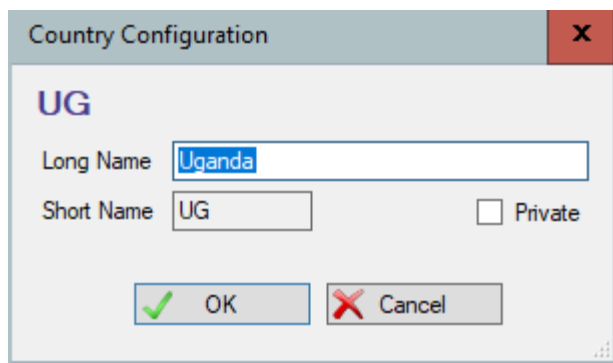 Country Configuration x
UG
Long Name Uganda
Short Name UG Private
OK Cancel